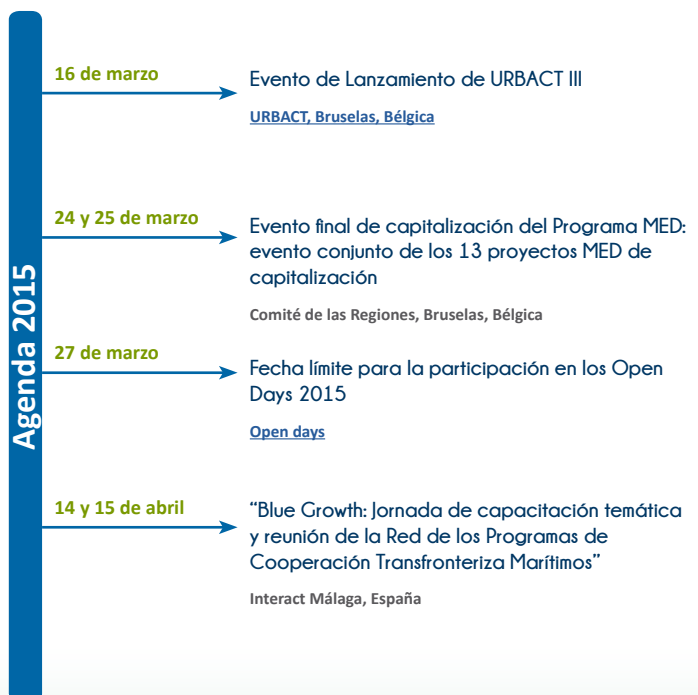 Agenda 2015
16 de marzo
Evento de Lanzamiento de URBACT III
URBACT, Bruselas, Bélgica
24 y 25 de marzo
Evento final de capitalización del Programa MED:
evento conjunto de los 13 proyectos MED de
capitalización
Comité de las Regiones, Bruselas, Bélgica
27 de marzo
Fecha límite para la participación en los Open
Days 2015
Open days
14 y 15 de abril
“Blue Growth: Jornada de capacitación temática
y reunión de la Red de los Programas de
Cooperación Transfronteriza Marítimos”
Interact Málaga, España